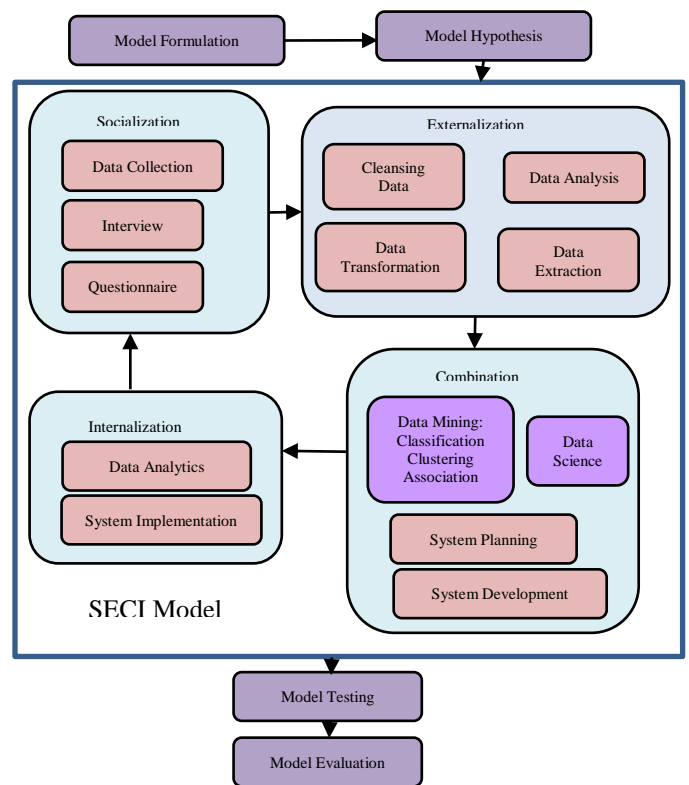 Model Formulation
Model Hypothesis
Socialization
Data Collection
Interview
Questionnaire
Externalization
Cleansing
Data
Data Analysis
Data
Transformation
Data
Extraction
Combination
Data Mining:
Classification
Clustering
Association
Data
Science
System Planning
System Development
Internalization
Data Analytics
System Implementation
SECI Model
Model Testing
Model Evaluation